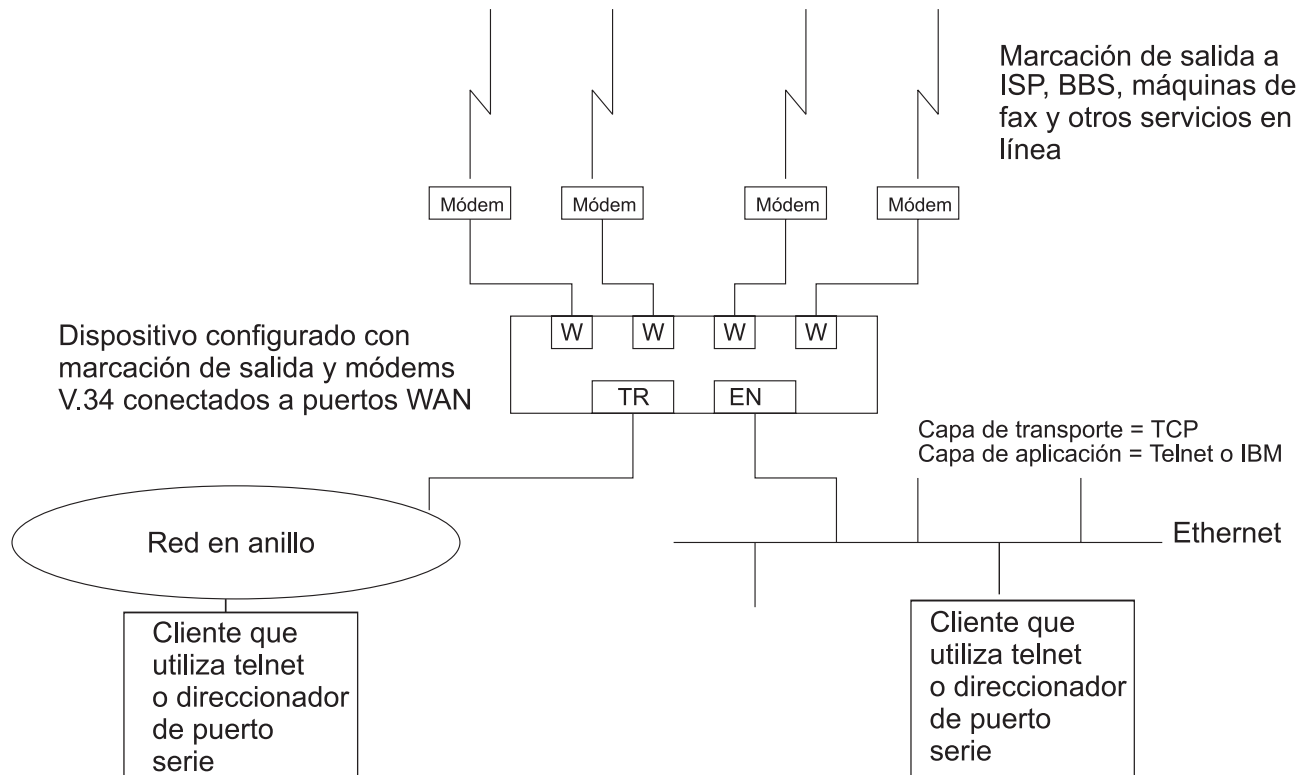 Marcación de salida a
ISP, BBS, máquinas de
fax y otros servicios en
línea
Módem
Módem
Módem
Módem
W
W
W
W
Dispositivo configurado con
marcación de salida y módems
V.34 conectados a puertos WAN
TR
EN
Capa de transporte = TCP
Capa de aplicación = Telnet o IBM
Red en anillo
Ethernet
Cliente que
utiliza telnet
o direccionador
de puerto
serie
Cliente que
utiliza telnet
o direccionador
de puerto
serie